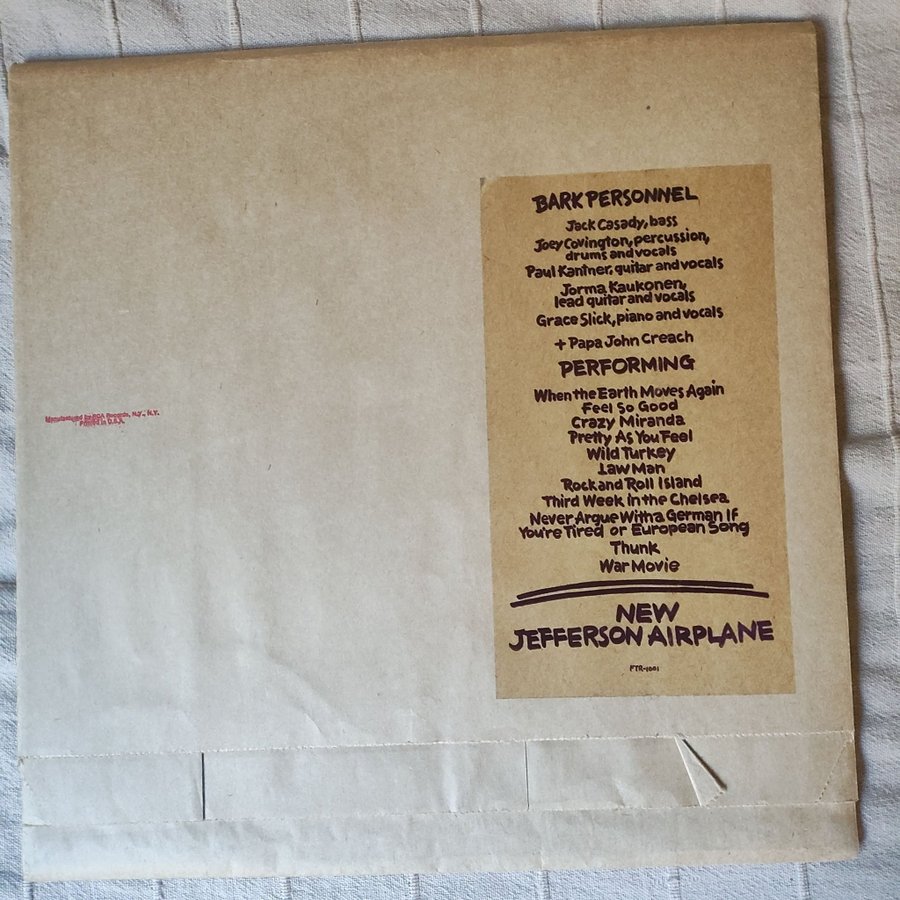 BARK PERSONNEL
Jack Casady, bass
Joey Covington, percussion,
drums and vocals
Paul Kantner, guitar and vocals
Jorma Kaukonen,
lead guitar and vocals
Grace Slick, piano and vocals
+ Papa John Creach
PERFORMING
When the Earth Moves Again
Feel So Good
Crazy Miranda
Pretty As You Feel
Wild Turkey
Law Man
Rock and Roll Island
Third Week in the Chelsea
Never Argue With a German If
You're Tired or European Song
Thunk
War Movie
NEW
JEFFERSON AIRPLANE
FTR-1001
Manufactured by RCA Records, N.Y., N.Y.
Printed in U.S.A.